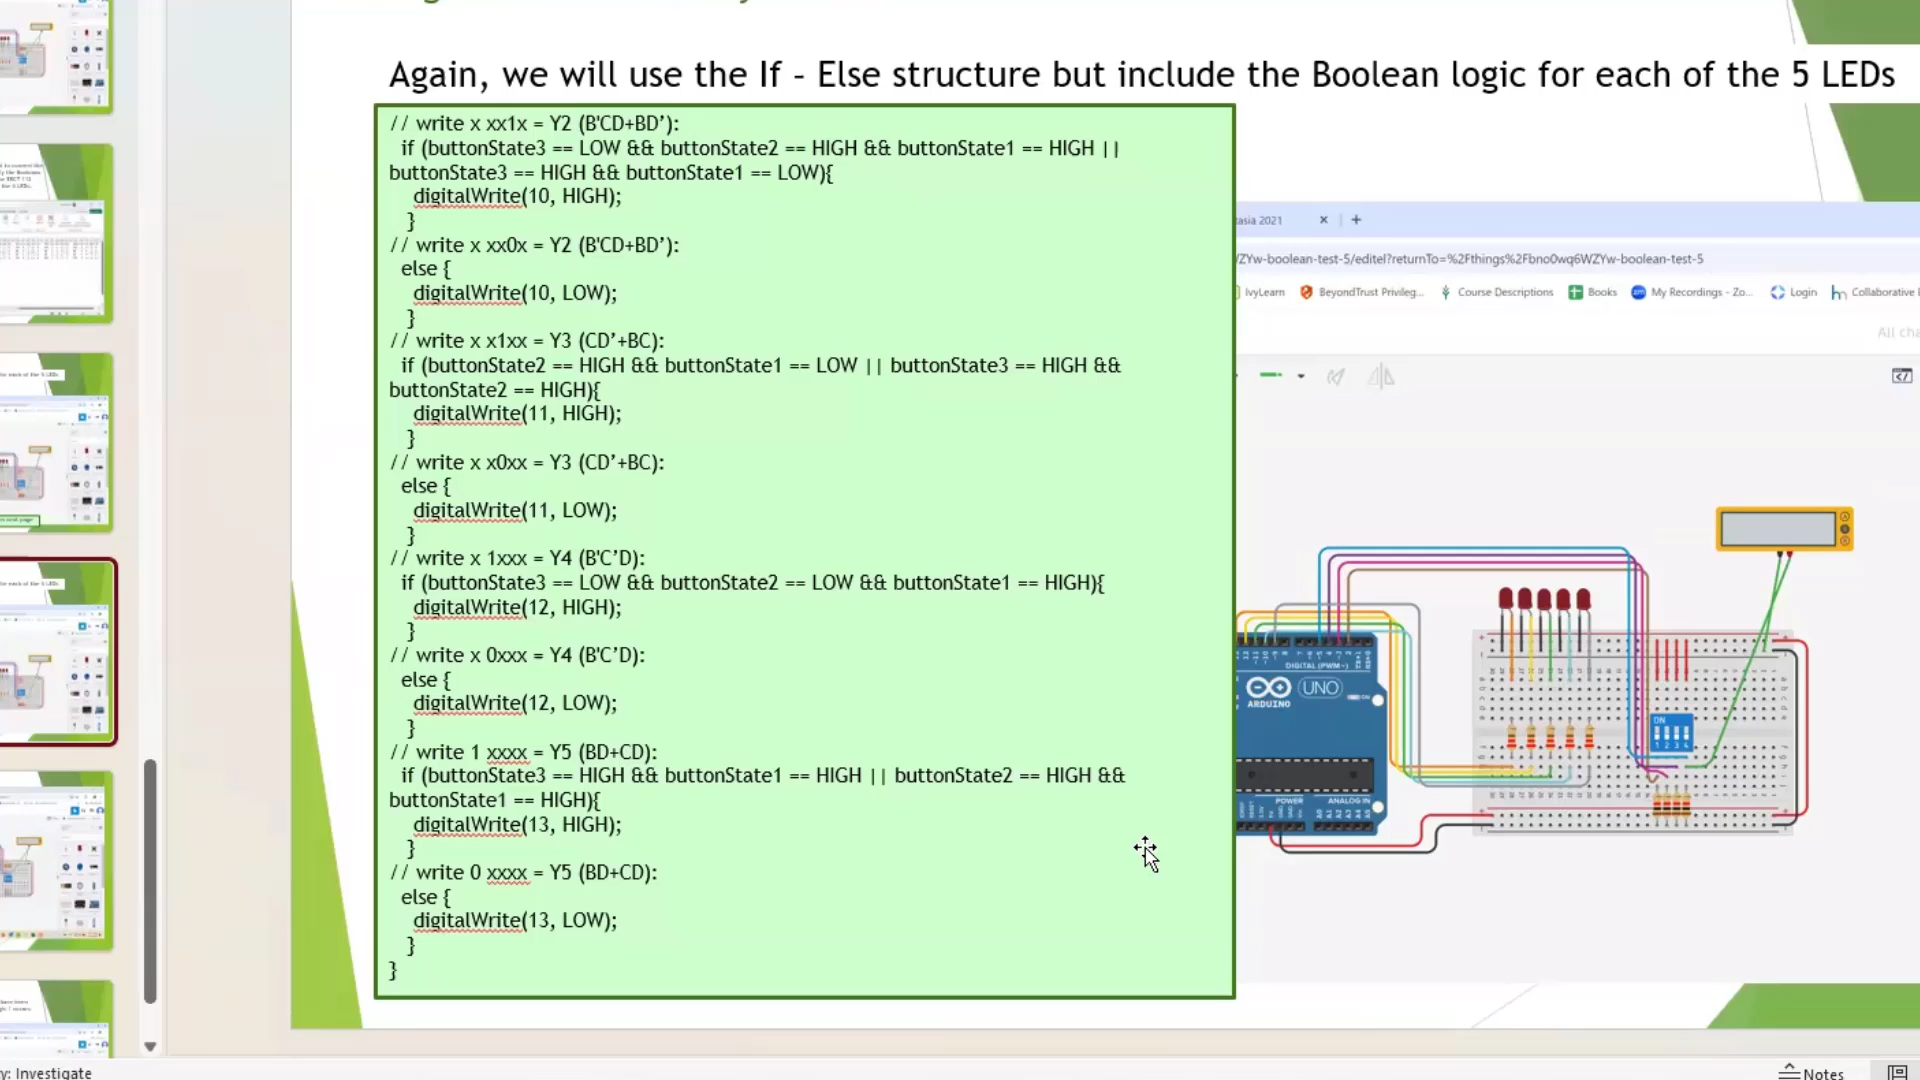 Again, we will use the If – Else structure but include the Boolean logic for each of the 5 LEDs
// write x xx1x = Y2 (B'CD+BD’):
if (buttonState3 == LOW && buttonState2 == HIGH && buttonState1 == HIGH ||
buttonState3 == HIGH && buttonState1 == LOW){
digitalWrite(10, HIGH);
}
// write x xx0x = Y2 (B'CD+BD’):
else {
digitalWrite(10, LOW);
}
// write x x1xx = Y3 (CD’+BC):
if (buttonState2 == HIGH && buttonState1 == LOW || buttonState3 == HIGH &&
buttonState2 == HIGH){
digitalWrite(11, HIGH);
}
// write x x0xx = Y3 (CD’+BC):
else {
digitalWrite(11, LOW);
}
// write x 1xxx = Y4 (B'C’D):
if (buttonState3 == LOW && buttonState2 == LOW && buttonState1 == HIGH){
digitalWrite(12, HIGH);
}
// write x 0xxx = Y4 (B'C’D):
else {
digitalWrite(12, LOW);
}
// write 1 xxxx = Y5 (BD+CD):
if (buttonState3 == HIGH && buttonState1 == HIGH || buttonState2 == HIGH &&
buttonState1 == HIGH){
digitalWrite(13, HIGH);
}
// write 0 xxxx = Y5 (BD+CD):
else {
digitalWrite(13, LOW);
}
}
tasia 2021
ZYw-boolean-test-5/editel?returnTo=%2Fthings%2Fbno0wq6WZYw-boolean-test-5
IvyLearn BeyondTrust Privileg... Course Descriptions Books My Recordings - Zo... Login Collaborative
All cha
DIGITAL (PWM~)
UNO
ARDUINO
POWER ANALOG IN
ON
1 2 3 4
y: Investigate
Notes